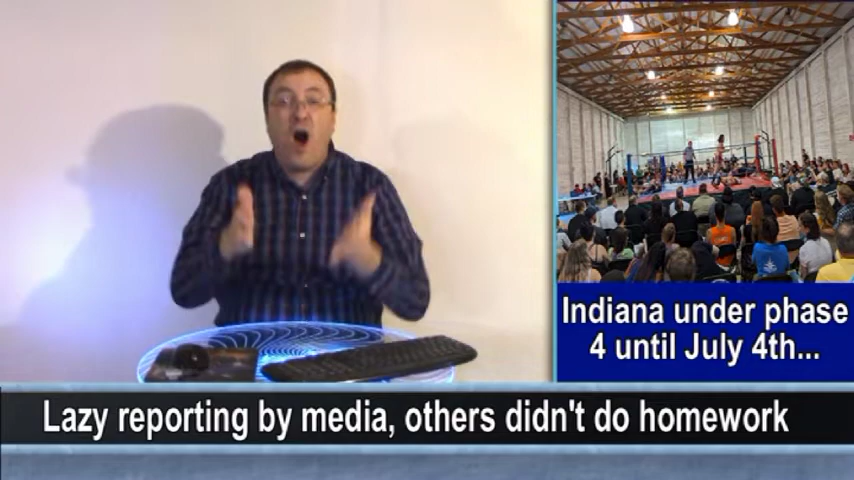 Indiana under phase
4 until July 4th...
Lazy reporting by media, others didn't do homework